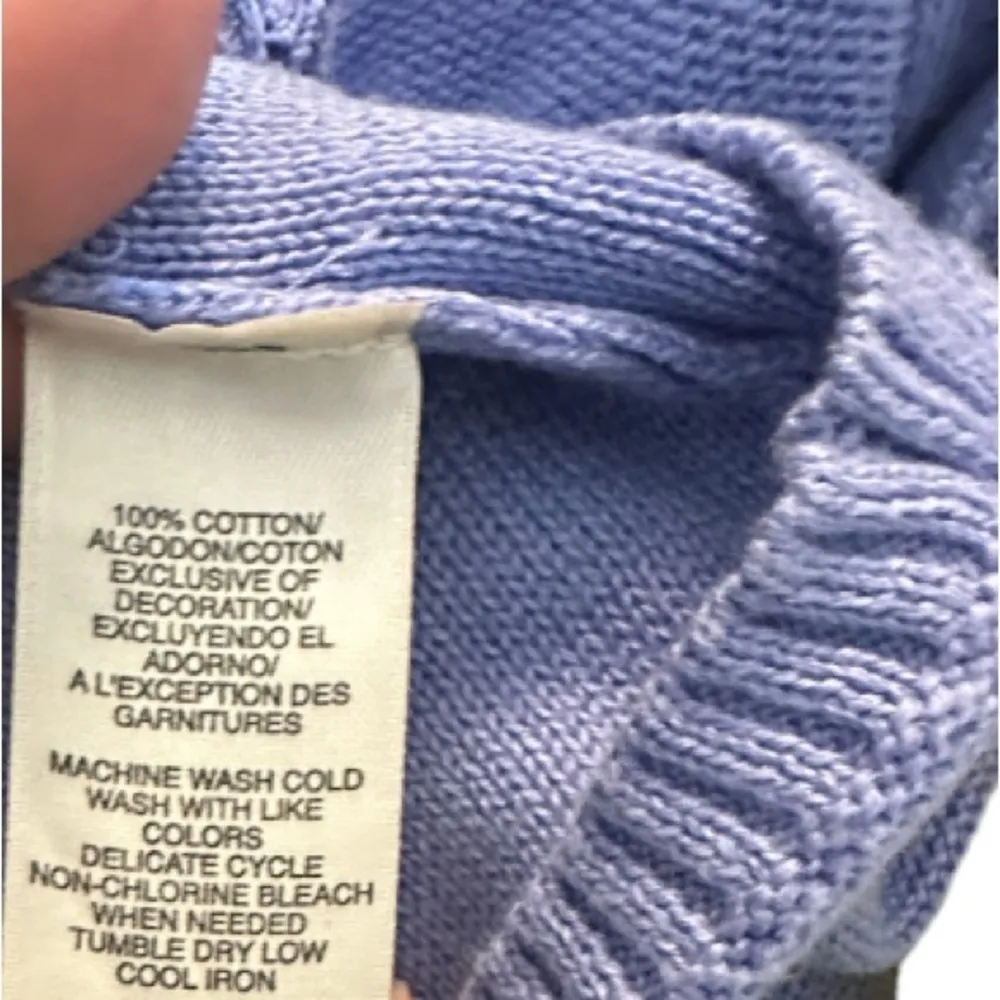 100% COTTON/
ALGODON/COTON
EXCLUSIVE OF
DECORATION/
EXCLUYENDO EL
ADORNO/
A L'EXCEPTION DES
GARNITURES
MACHINE WASH COLD
WASH WITH LIKE
COLORS
DELICATE CYCLE
NON-CHLORINE BLEACH
WHEN NEEDED
TUMBLE DRY LOW
COOL IRON